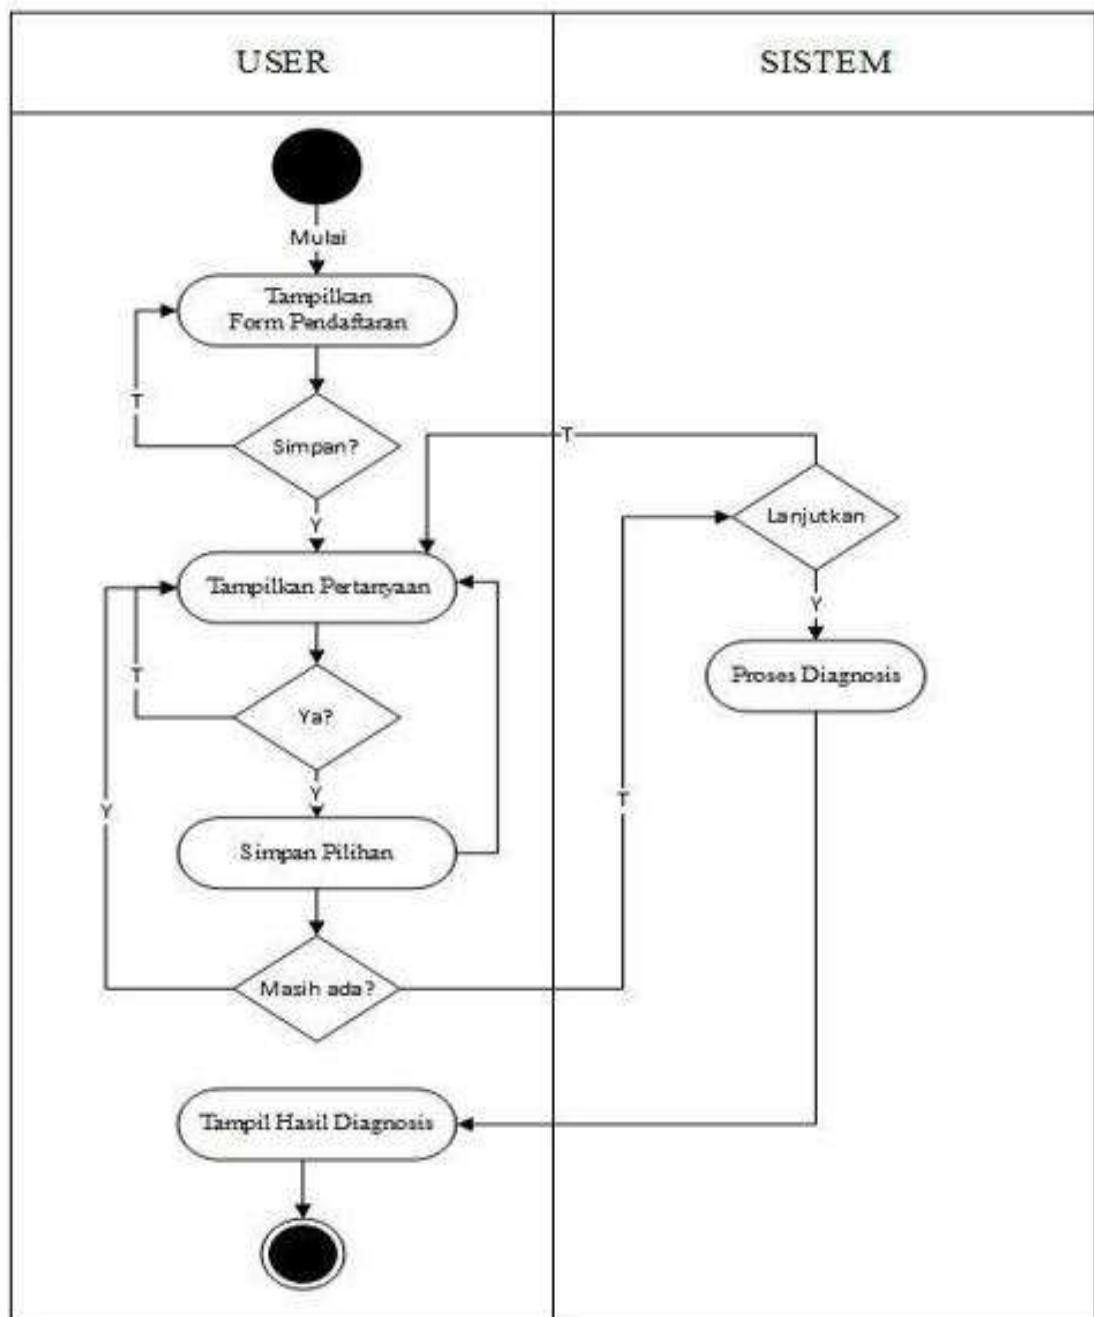 USER
SISTEM
Mulai
Tampilkan
Form Pendaftaran
T
Simpan?
T
Lanjutkan
Y
Tampilkan Pertanyaan
Y
Proses Diagnosis
T
Ya?
Y
Y
T
Simpan Pilihan
Masih ada?
Tampil Hasil Diagnosis